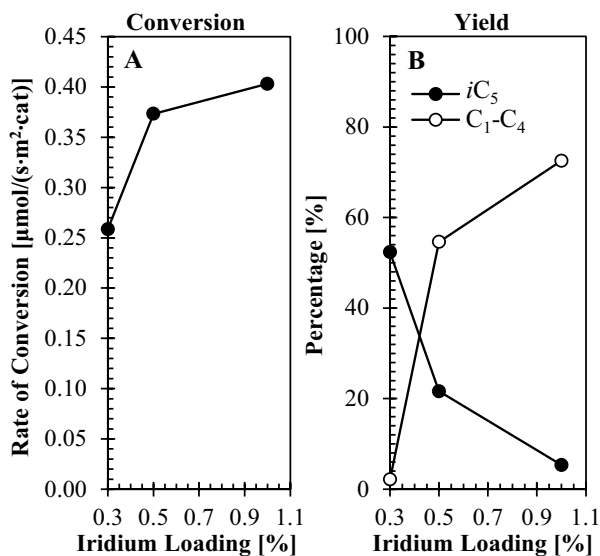 Conversion
A
0.45
0.40
0.35
0.30
0.25
0.20
0.15
0.10
0.05
0.00
Rate of Conversion [μmol/(s·m²·cat)]
0.3 0.5 0.7 0.9 1.1
Iridium Loading [%]
Yield
B
iC₅
C₁-C₄
100
80
60
40
20
0
Percentage [%]
0.3 0.5 0.7 0.9 1.1
Iridium Loading [%]